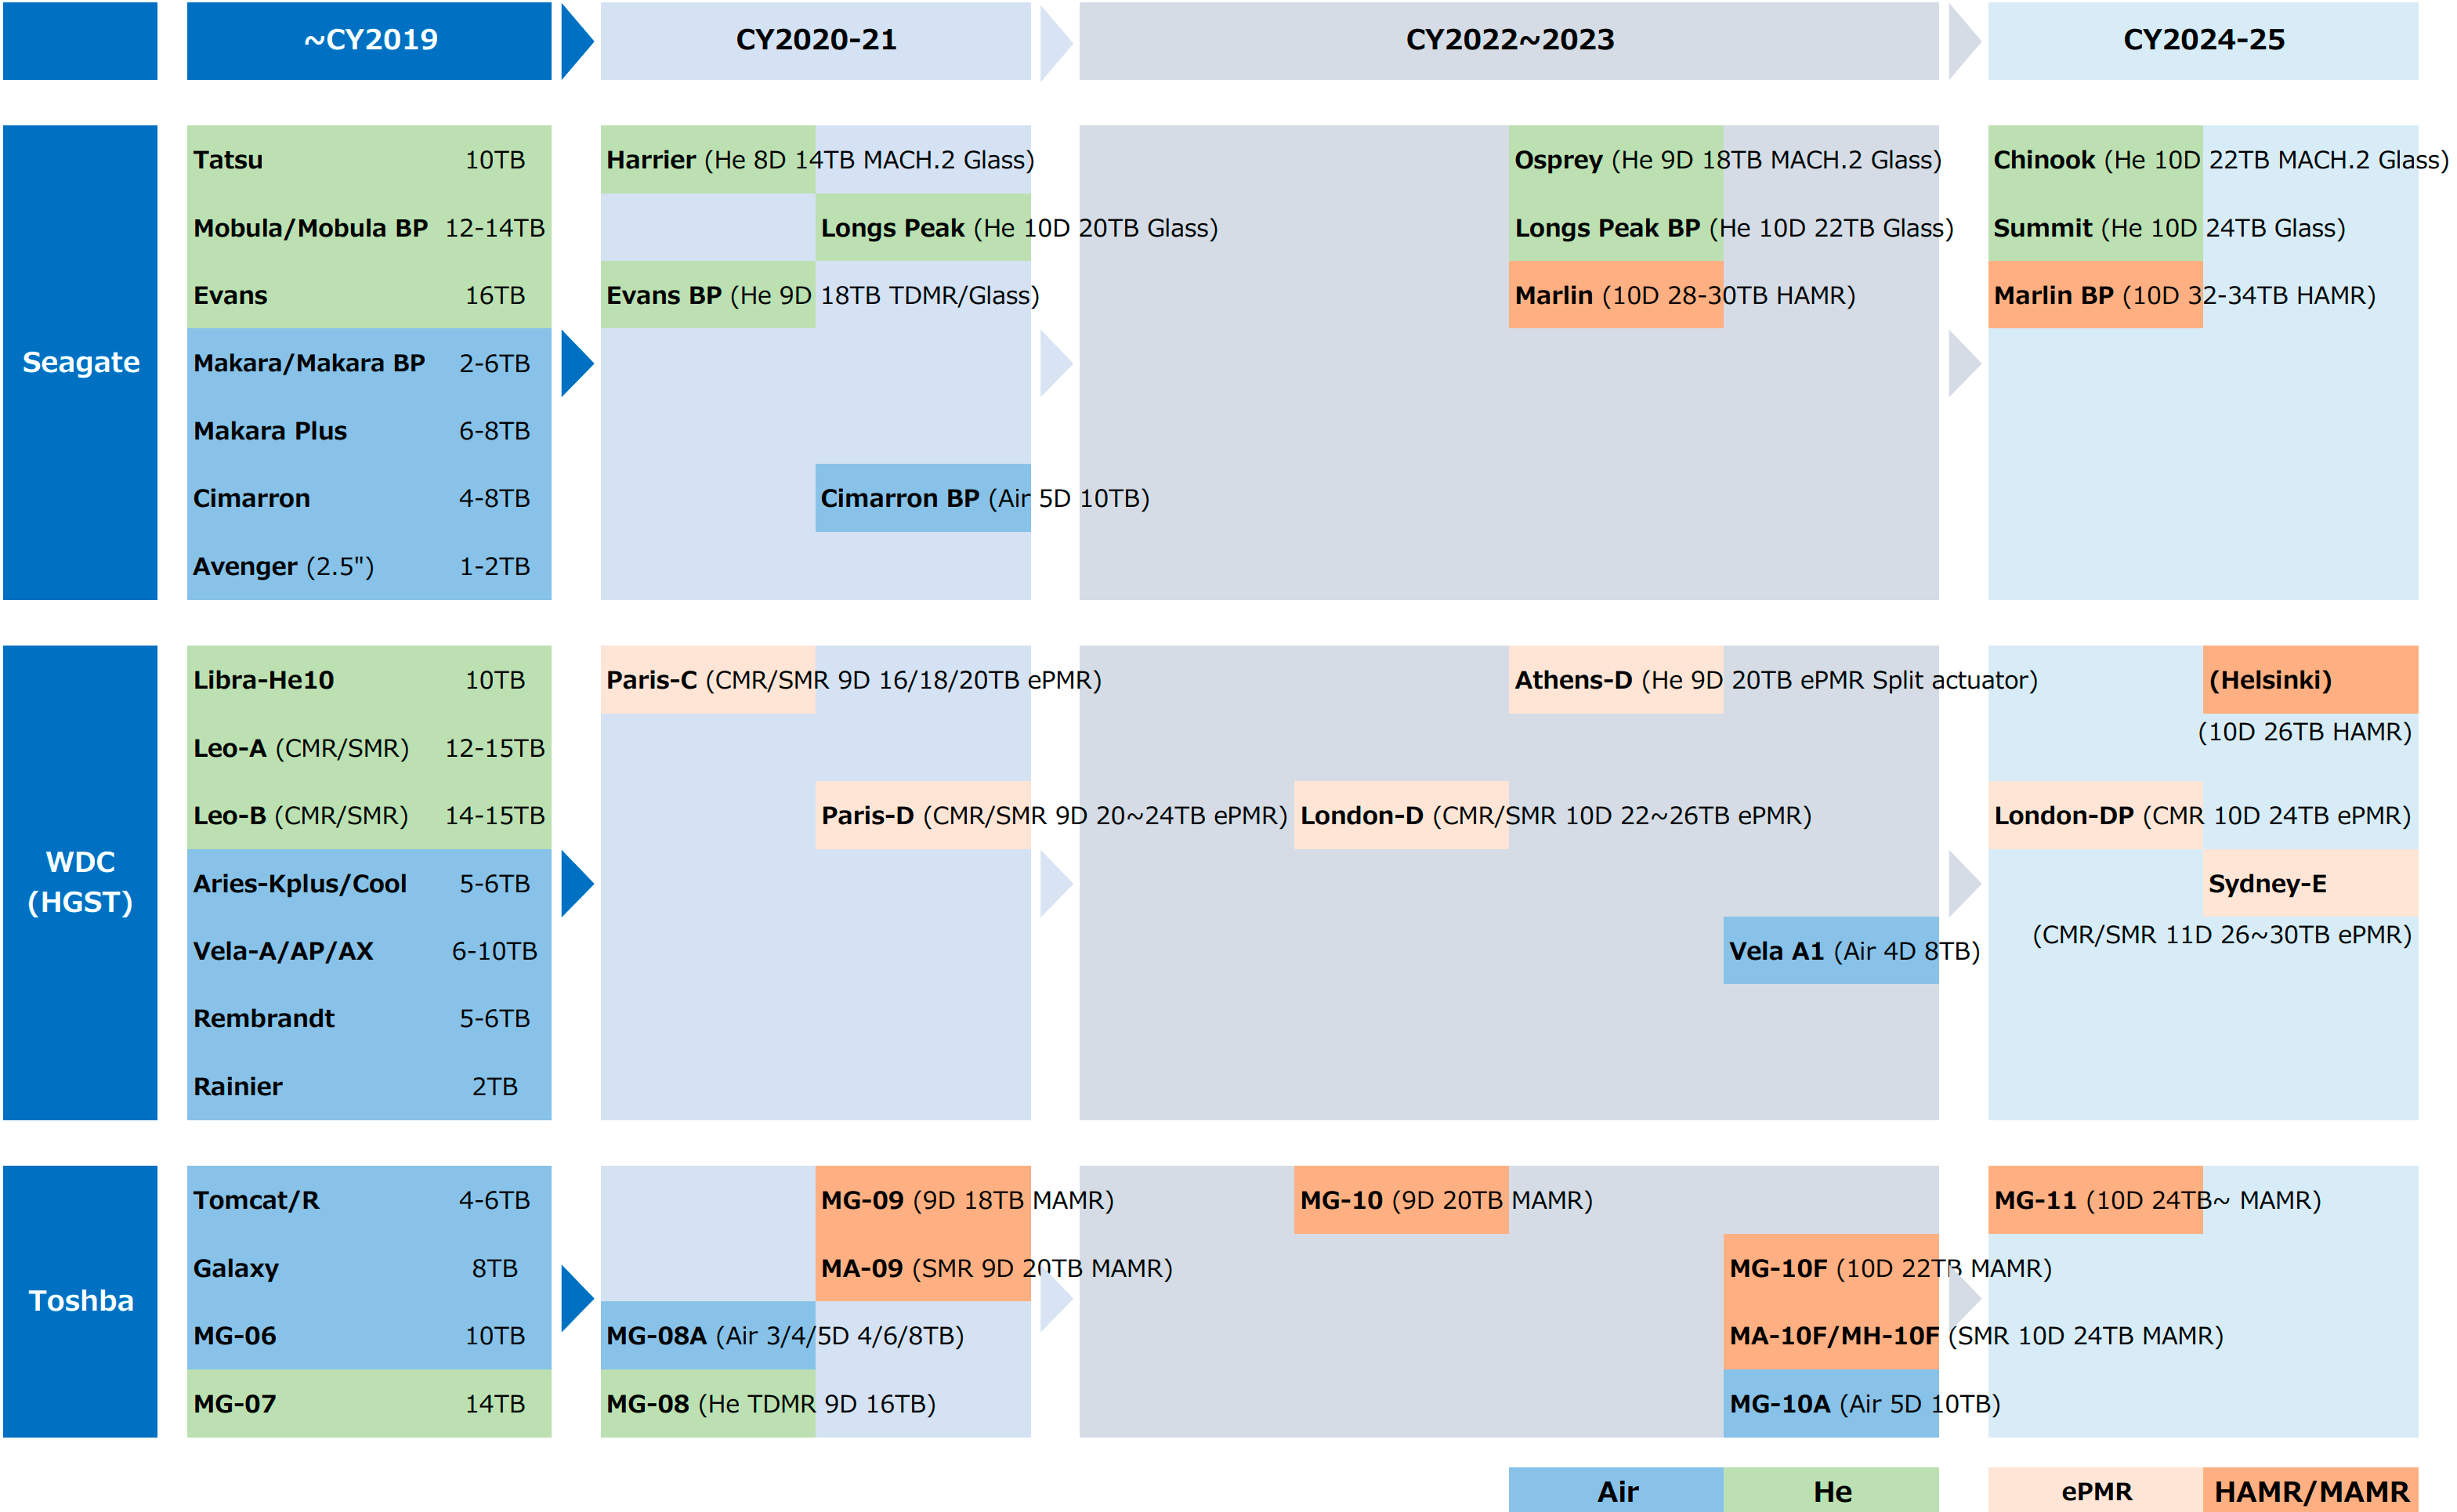 ~CY2019 CY2020-21 CY2022~2023 CY2024-25
Seagate
Tatsu 10TB
Mobula/Mobula BP 12-14TB
Evans 16TB
Makara/Makara BP 2-6TB
Makara Plus 6-8TB
Cimarron 4-8TB
Avenger (2.5") 1-2TB
Harrier (He 8D 14TB MACH.2 Glass)
Longs Peak (He 10D 20TB Glass)
Evans BP (He 9D 18TB TDMR/Glass)
Cimarron BP (Air 5D 10TB)
Osprey (He 9D 18TB MACH.2 Glass)
Longs Peak BP (He 10D 22TB Glass)
Marlin (10D 28-30TB HAMR)
Chinook (He 10D 22TB MACH.2 Glass)
Summit (He 10D 24TB Glass)
Marlin BP (10D 32-34TB HAMR)
WDC
(HGST)
Libra-He10 10TB
Leo-A (CMR/SMR) 12-15TB
Leo-B (CMR/SMR) 14-15TB
Aries-Kplus/Cool 5-6TB
Vela-A/AP/AX 6-10TB
Rembrandt 5-6TB
Rainier 2TB
Paris-C (CMR/SMR 9D 16/18/20TB ePMR)
Paris-D (CMR/SMR 9D 20~24TB ePMR)
Athens-D (He 9D 20TB ePMR Split actuator)
London-D (CMR/SMR 10D 22~26TB ePMR)
Vela A1 (Air 4D 8TB)
(Helsinki)
(10D 26TB HAMR)
London-DP (CMR 10D 24TB ePMR)
Sydney-E
(CMR/SMR 11D 26~30TB ePMR)
Toshba
Tomcat/R 4-6TB
Galaxy 8TB
MG-06 10TB
MG-07 14TB
MG-09 (9D 18TB MAMR)
MA-09 (SMR 9D 20TB MAMR)
MG-08A (Air 3/4/5D 4/6/8TB)
MG-08 (He TDMR 9D 16TB)
MG-10 (9D 20TB MAMR)
MG-10F (10D 22TB MAMR)
MA-10F/MH-10F (SMR 10D 24TB MAMR)
MG-10A (Air 5D 10TB)
MG-11 (10D 24TB~ MAMR)
Air He ePMR HAMR/MAMR